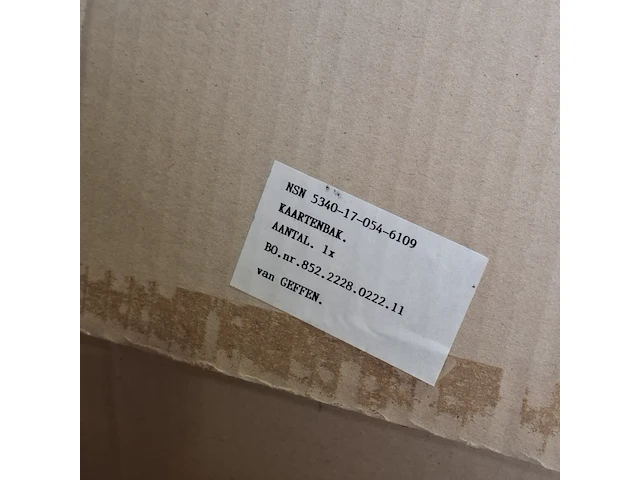 NSN 5340-17-054-6109
KAARTENBAK.
AANTAL. 1x
BO.nr.852.2228.0222.11
van GEFFEN.